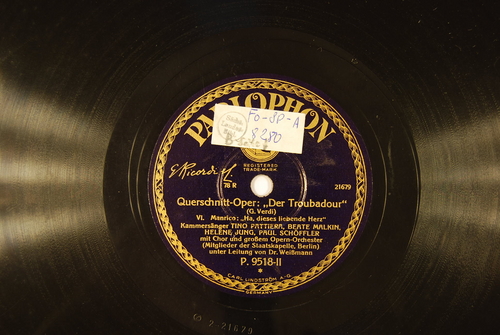 PARLOPHON
Fo-SP-A
8280
REGISTERED
TRADE-MARK.
78 R
21679
Querschnitt-Oper: „Der Troubadour"
(G. Verdi)
VI. Manrico: „Ha, dieses liebende Herz"
Kammersänger TINO PATTIERA, BEATE MALKIN,
HELENE JUNG, PAUL SCHÖFFLER
mit Chor und großem Opern-Orchester
(Mitglieder der Staatskapelle, Berlin)
unter Leitung von Dr. Weißmann
P. 9518-II
*
CARL LINDSTRÖM A-G.
GERMANY
2-21679